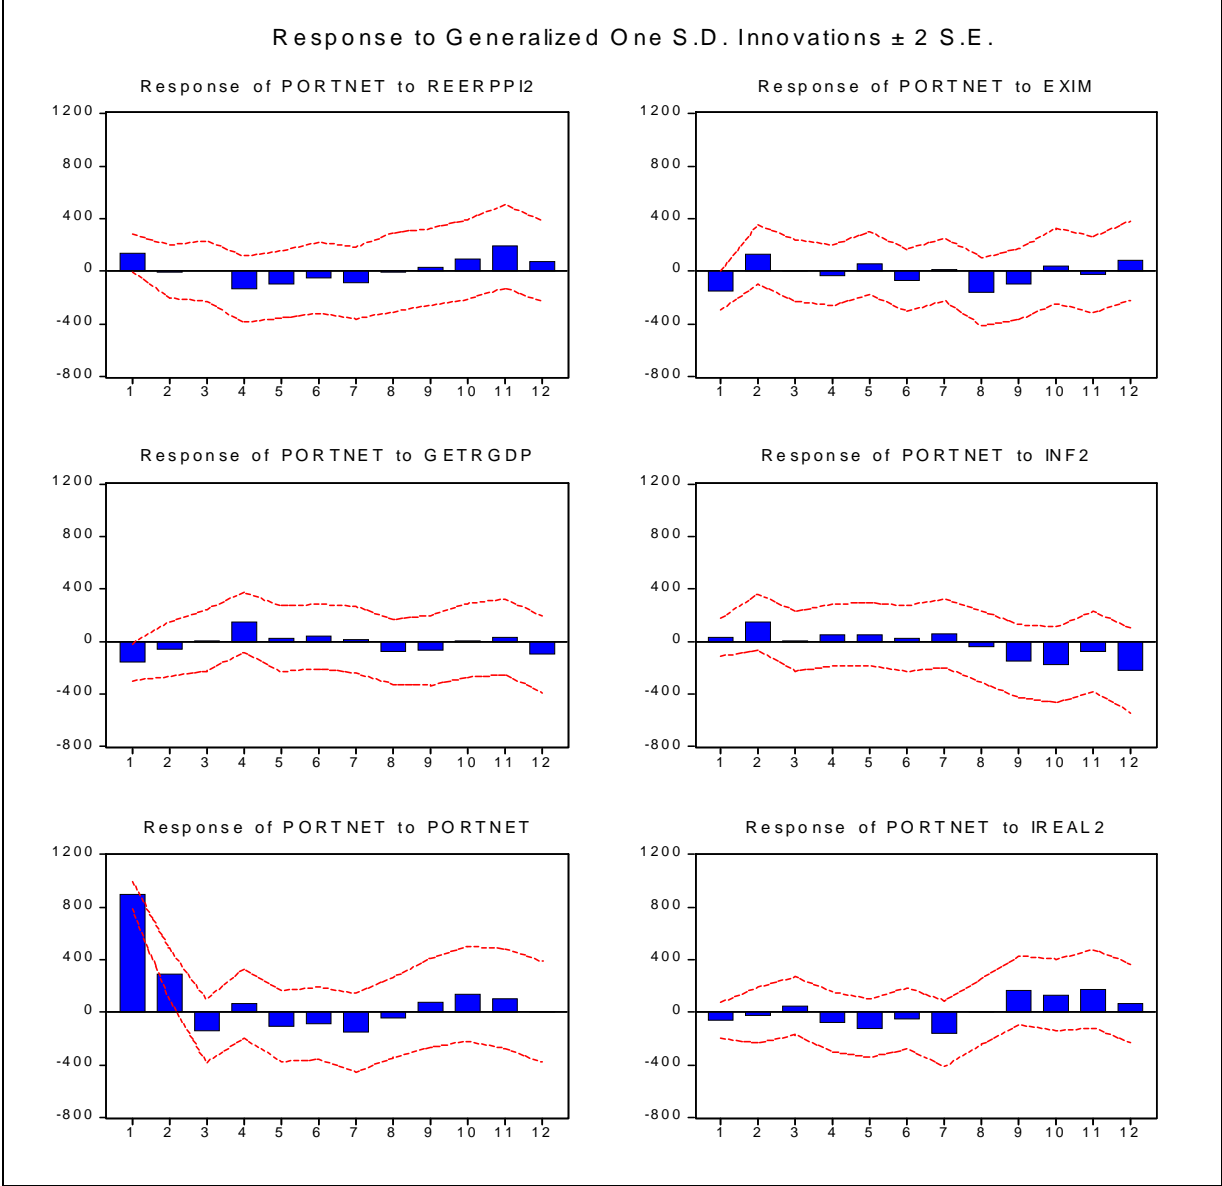 Response to Generalized One S.D. Innovations ± 2 S.E.
Response of PORTNET to REERPPI2
1200
800
400
0
-400
-800
1 2 3 4 5 6 7 8 9 10 11 12
Response of PORTNET to EXIM
1200
800
400
0
-400
-800
1 2 3 4 5 6 7 8 9 10 11 12
Response of PORTNET to GETRGDP
1200
800
400
0
-400
-800
1 2 3 4 5 6 7 8 9 10 11 12
Response of PORTNET to INF2
1200
800
400
0
-400
-800
1 2 3 4 5 6 7 8 9 10 11 12
Response of PORTNET to PORTNET
1200
800
400
0
-400
-800
1 2 3 4 5 6 7 8 9 10 11 12
Response of PORTNET to IREAL2
1200
800
400
0
-400
-800
1 2 3 4 5 6 7 8 9 10 11 12